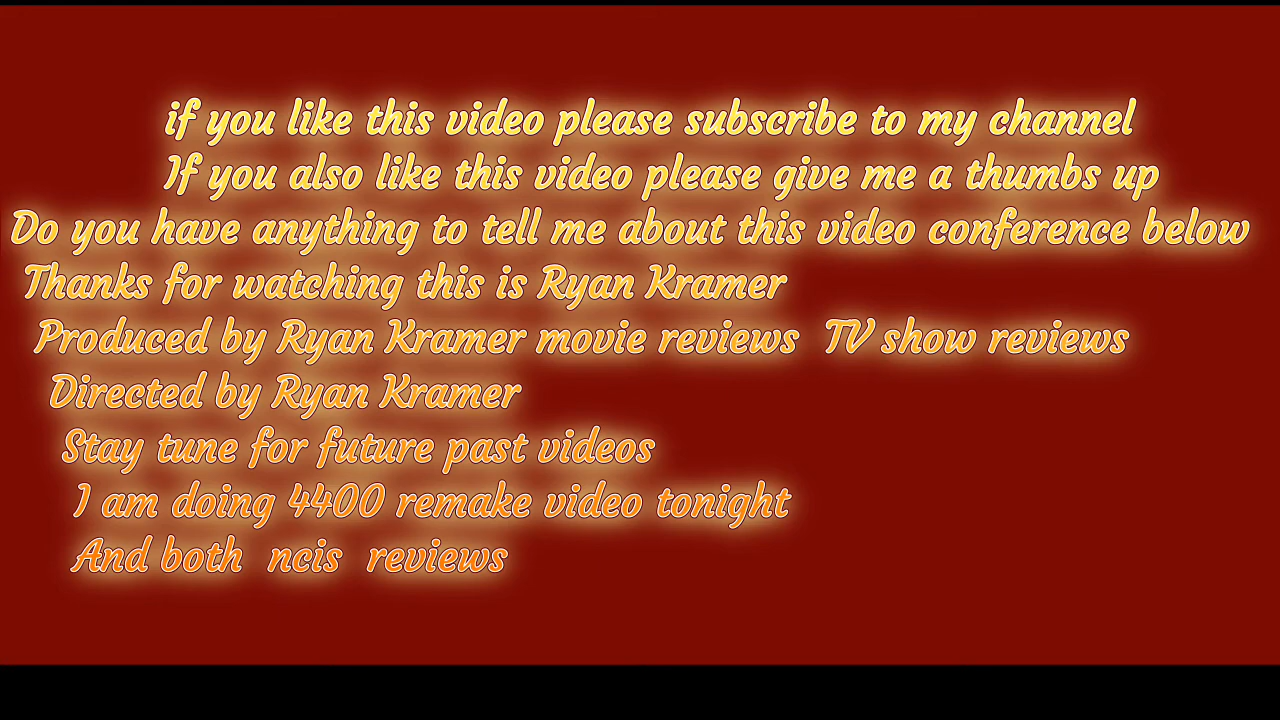 if you like this video please subscribe to my channel
If you also like this video please give me a thumbs up
Do you have anything to tell me about this video conference below
Thanks for watching this is Ryan Kramer
Produced by Ryan Kramer movie reviews TV show reviews
Directed by Ryan Kramer
Stay tune for future past videos
I am doing 4400 remake video tonight
And both ncis reviews